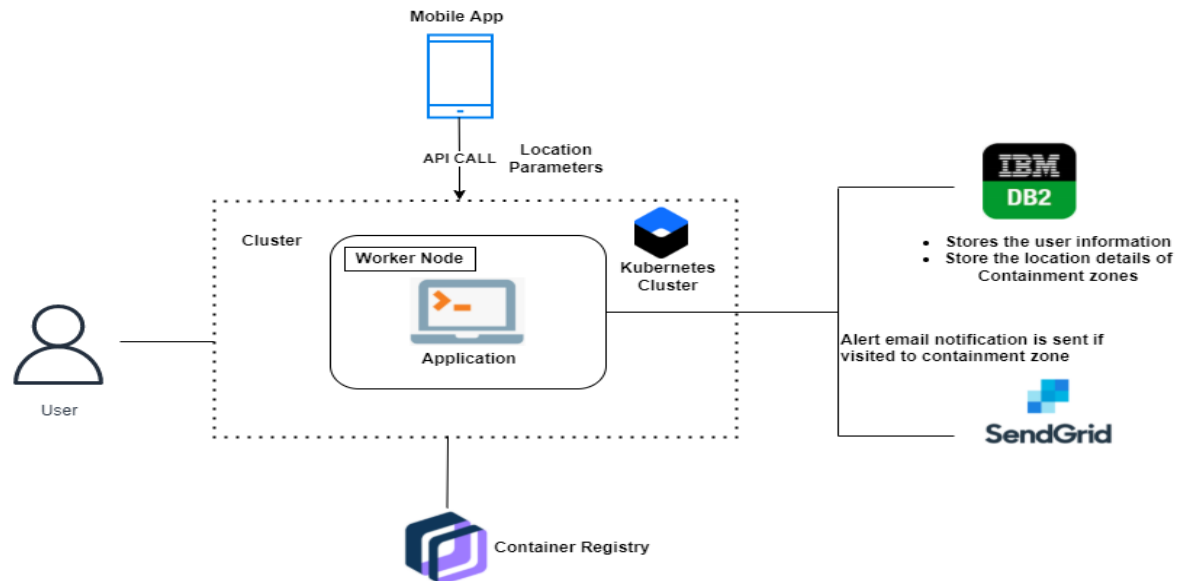 Mobile App
API CALL
Location
Parameters
Cluster
Worker Node
Application
Kubernetes
Cluster
User
IBM
DB2
• Stores the user information
• Store the location details of
Containment zones
Alert email notification is sent if
visited to containment zone
SendGrid
Container Registry